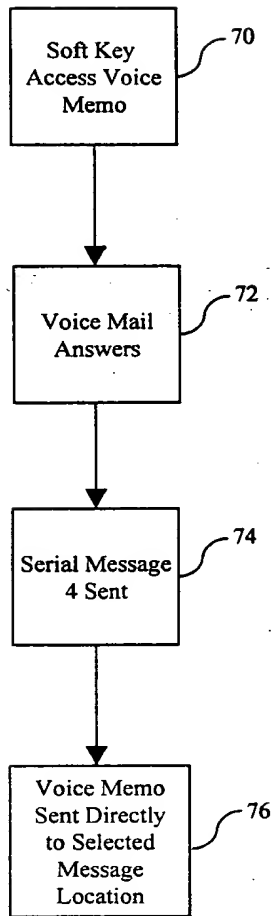 Soft Key
Access Voice
Memo
70
Voice Mail
Answers
72
Serial Message
4 Sent
74
Voice Memo
Sent Directly
to Selected
Message
Location
76